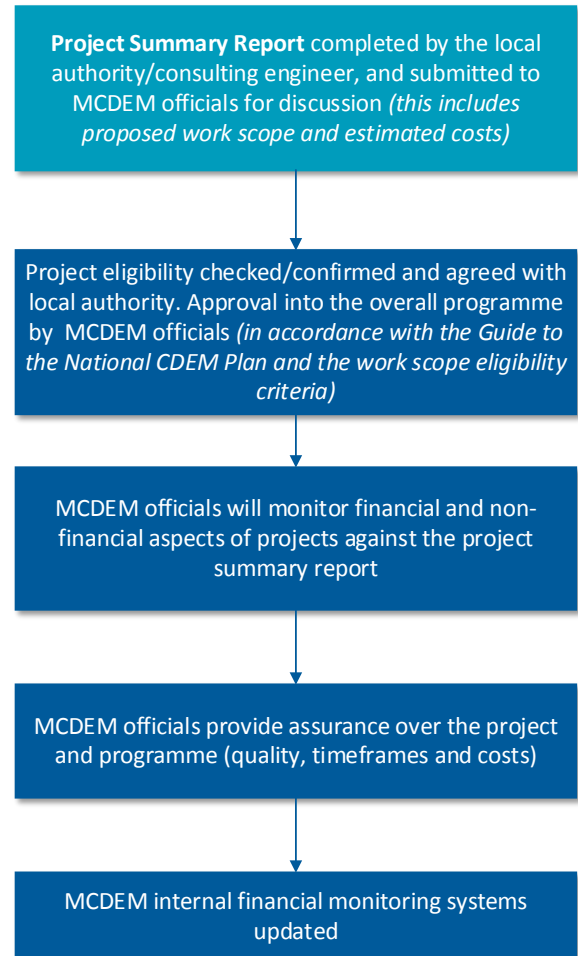 Project Summary Report completed by the local
authority/consulting engineer, and submitted to
MCDEM officials for discussion (this includes
proposed work scope and estimated costs)
Project eligibility checked/confirmed and agreed with
local authority. Approval into the overall programme
by MCDEM officials (in accordance with the Guide to
the National CDEM Plan and the work scope eligibility
criteria)
MCDEM officials will monitor financial and non-
financial aspects of projects against the project
summary report
MCDEM officials provide assurance over the project
and programme (quality, timeframes and costs)
MCDEM internal financial monitoring systems
updated